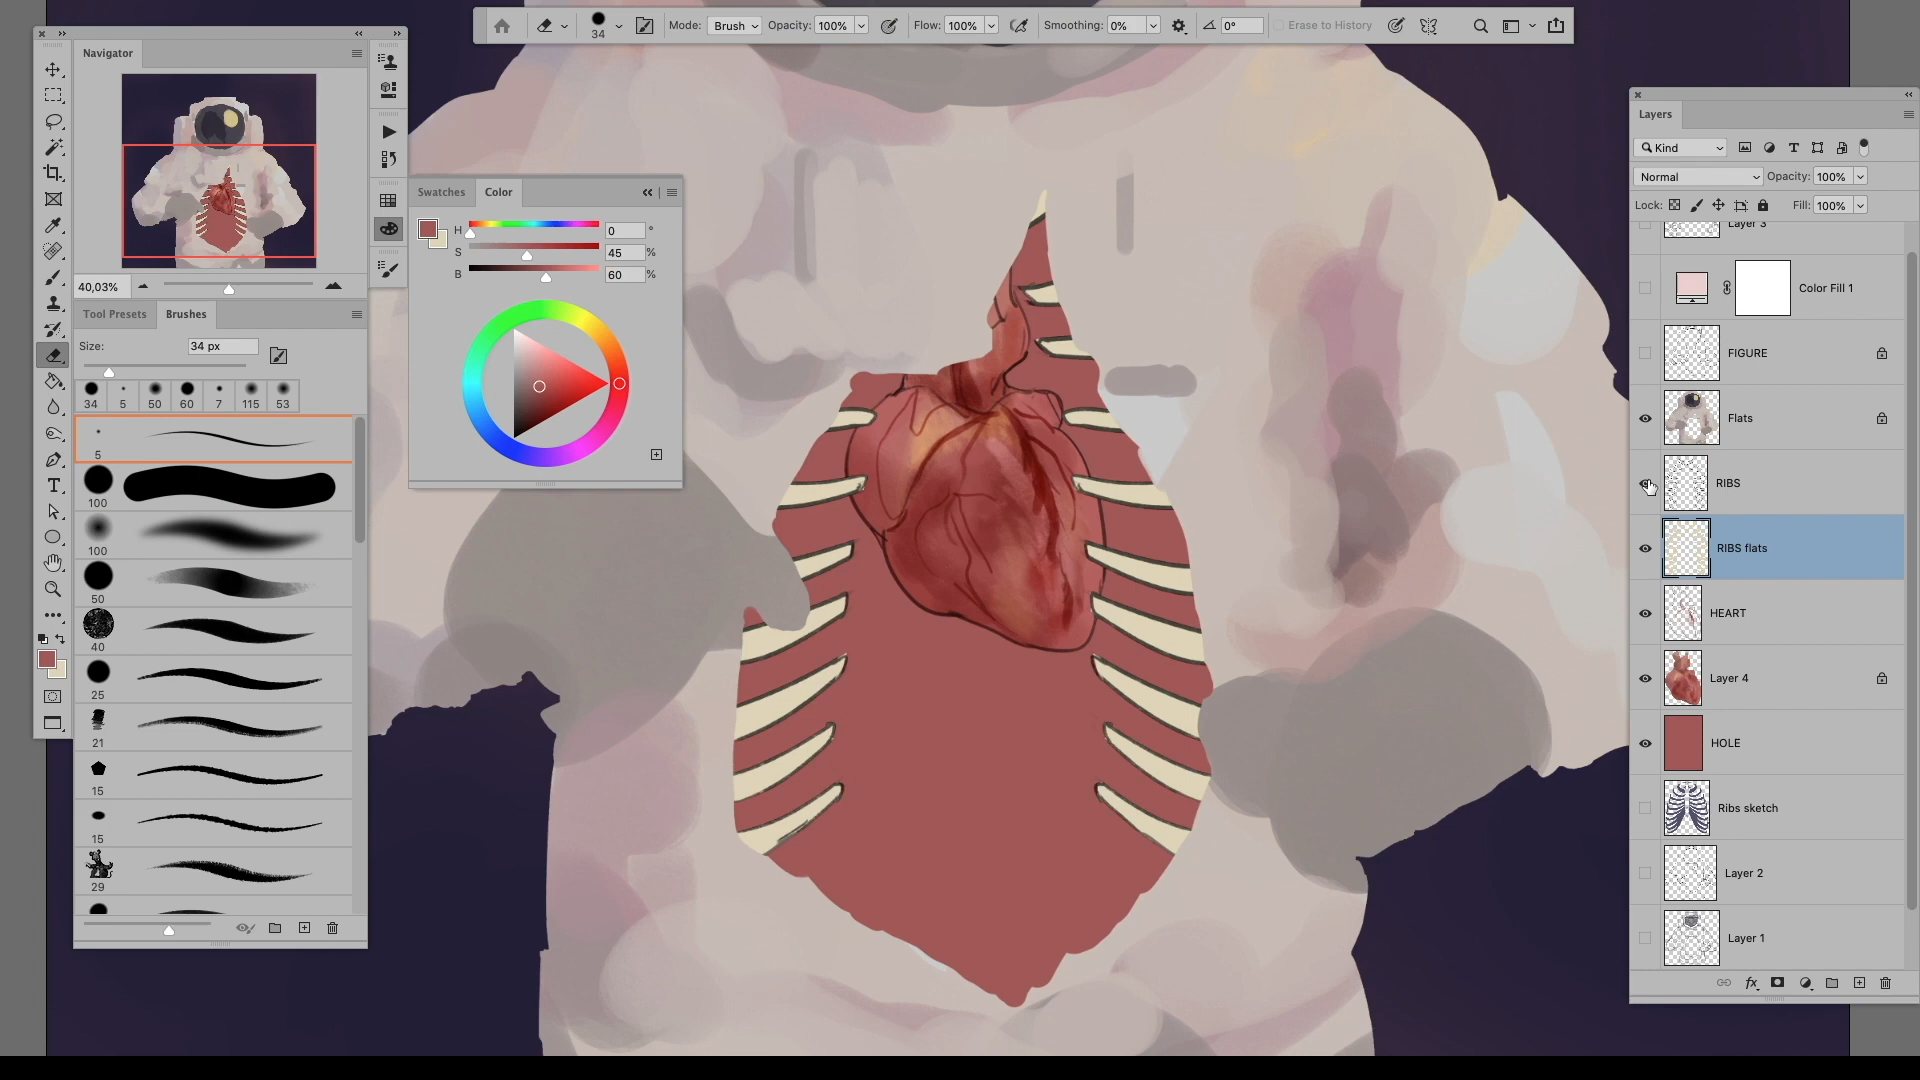 34
Mode: Brush Opacity: 100% Flow: 100% Smoothing: 0% 0° Erase to History
Navigator
40,03%
Tool Presets Brushes
Size: 34 px
34 5 50 60 7 115 53
5
100
100
50
40
25
21
15
15
29
Swatches Color
H 0 °
S 45 %
B 60 %
Layers
Kind
Normal Opacity: 100%
Lock: Fill: 100%
Layer 3
Color Fill 1
FIGURE
Flats
RIBS
RIBS flats
HEART
Layer 4
HOLE
Ribs sketch
Layer 2
Layer 1
fx